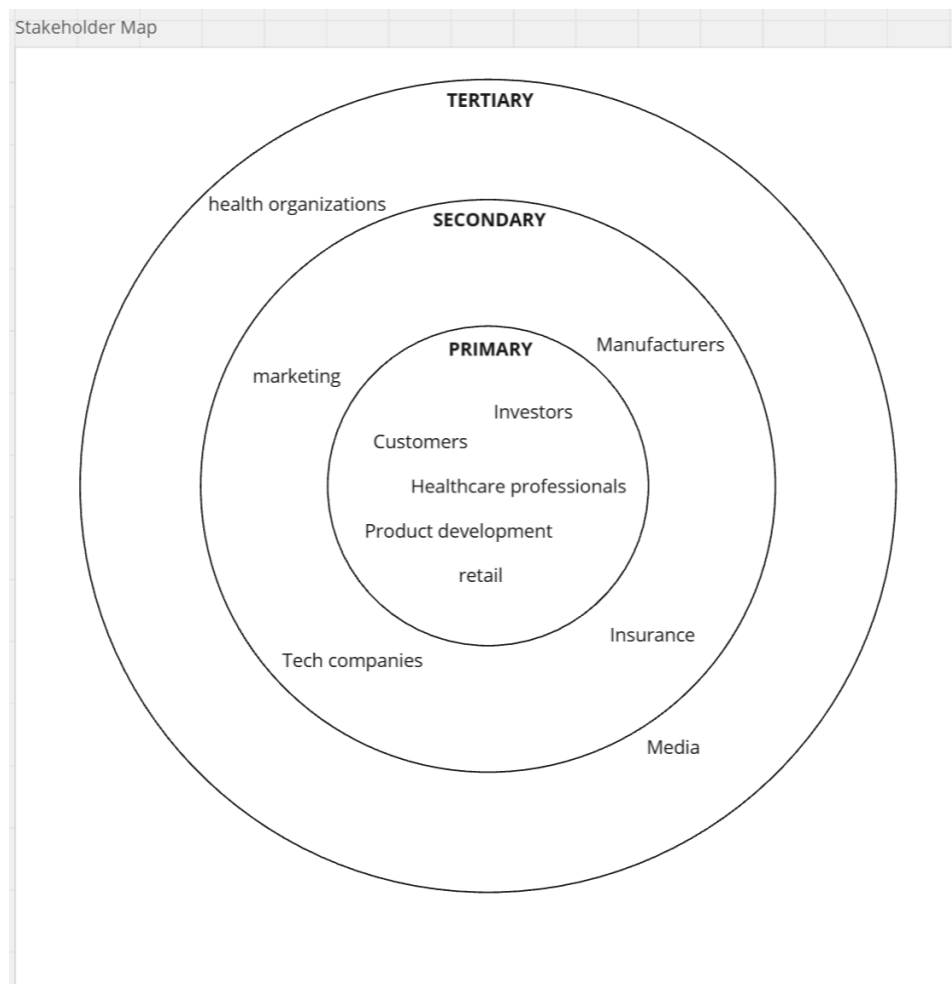 Stakeholder Map
TERTIARY
health organizations
SECONDARY
Manufacturers
PRIMARY
marketing
Investors
Customers
Healthcare professionals
Product development
retail
Insurance
Tech companies
Media